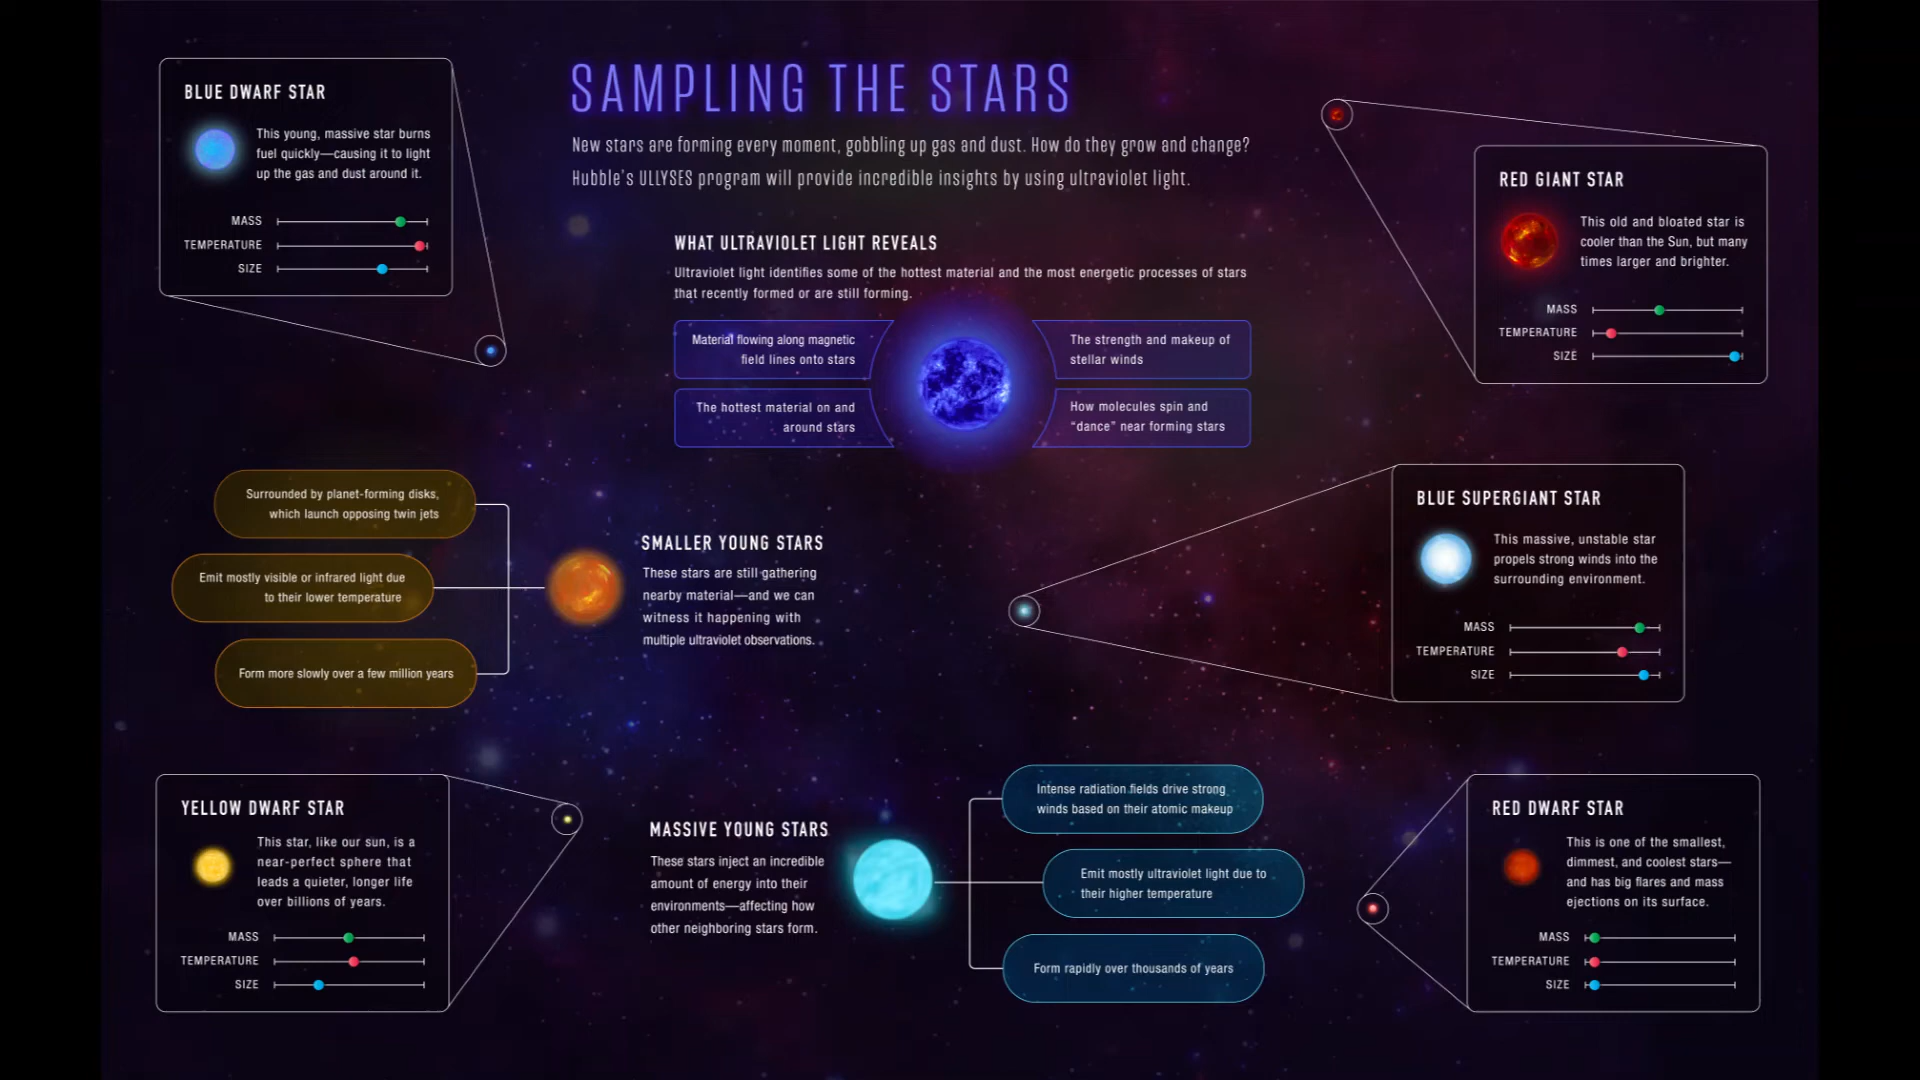 SAMPLING THE STARS
New stars are forming every moment, gobbling up gas and dust. How do they grow and change?
Hubble's ULLYSES program will provide incredible insights by using ultraviolet light.
BLUE DWARF STAR
This young, massive star burns
fuel quickly—causing it to light
up the gas and dust around it.
MASS
TEMPERATURE
SIZE
WHAT ULTRAVIOLET LIGHT REVEALS
Ultraviolet light identifies some of the hottest material and the most energetic processes of stars
that recently formed or are still forming.
Material flowing along magnetic
field lines onto stars
The hottest material on and
around stars
The strength and makeup of
stellar winds
How molecules spin and
“dance” near forming stars
RED GIANT STAR
This old and bloated star is
cooler than the Sun, but many
times larger and brighter.
MASS
TEMPERATURE
SIZE
Surrounded by planet-forming disks,
which launch opposing twin jets
Emit mostly visible or infrared light due
to their lower temperature
Form more slowly over a few million years
SMALLER YOUNG STARS
These stars are still gathering
nearby material—and we can
witness it happening with
multiple ultraviolet observations.
BLUE SUPERGIANT STAR
This massive, unstable star
propels strong winds into the
surrounding environment.
MASS
TEMPERATURE
SIZE
YELLOW DWARF STAR
This star, like our sun, is a
near-perfect sphere that
leads a quieter, longer life
over billions of years.
MASS
TEMPERATURE
SIZE
MASSIVE YOUNG STARS
These stars inject an incredible
amount of energy into their
environments—affecting how
other neighboring stars form.
Intense radiation fields drive strong
winds based on their atomic makeup
Emit mostly ultraviolet light due to
their higher temperature
Form rapidly over thousands of years
RED DWARF STAR
This is one of the smallest,
dimmest, and coolest stars—
and has big flares and mass
ejections on its surface.
MASS
TEMPERATURE
SIZE